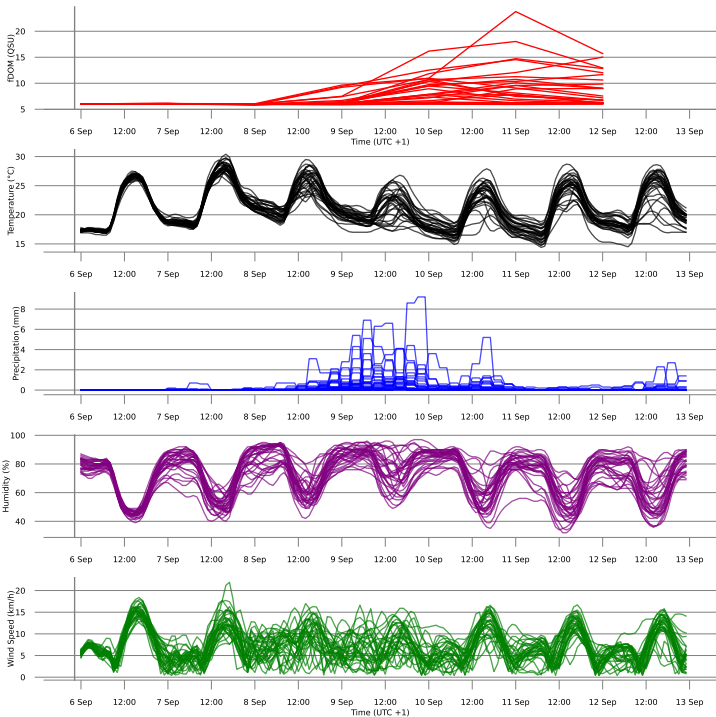 fDOM (QSU)
20
15
10
5
6 Sep 12:00 7 Sep 12:00 8 Sep 12:00 9 Sep 12:00 10 Sep 12:00 11 Sep 12:00 12 Sep 12:00 13 Sep
Time (UTC +1)
Temperature (°C)
30
25
20
15
6 Sep 12:00 7 Sep 12:00 8 Sep 12:00 9 Sep 12:00 10 Sep 12:00 11 Sep 12:00 12 Sep 12:00 13 Sep
Precipitation (mm)
8
6
4
2
0
6 Sep 12:00 7 Sep 12:00 8 Sep 12:00 9 Sep 12:00 10 Sep 12:00 11 Sep 12:00 12 Sep 12:00 13 Sep
Humidity (%)
100
80
60
40
6 Sep 12:00 7 Sep 12:00 8 Sep 12:00 9 Sep 12:00 10 Sep 12:00 11 Sep 12:00 12 Sep 12:00 13 Sep
Wind Speed (km/h)
20
15
10
5
0
6 Sep 12:00 7 Sep 12:00 8 Sep 12:00 9 Sep 12:00 10 Sep 12:00 11 Sep 12:00 12 Sep 12:00 13 Sep
Time (UTC +1)